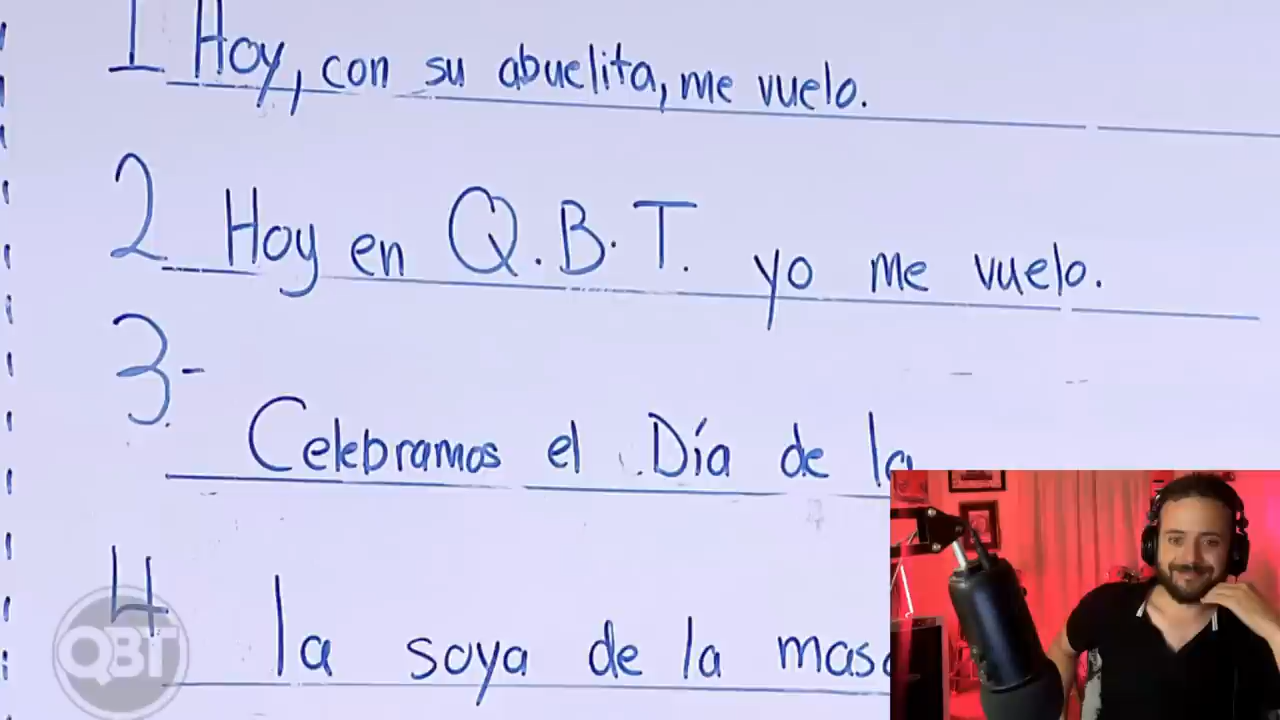 1 Hoy, con su abuelita, me vuelo.
2 Hoy en Q.B.T. yo me vuelo.
3-
Celebramos el Día de la
4 la soya de la masc
QBT